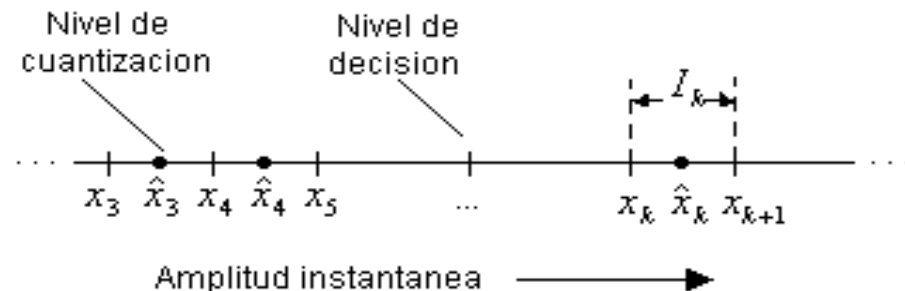 Nivel de
cuantizacion
Nivel de
decision
I_k
. . . . . .
x_3 x̂_3 x_4 x̂_4 x_5 ... x_k x̂_k x_{k+1}
Amplitud instantanea